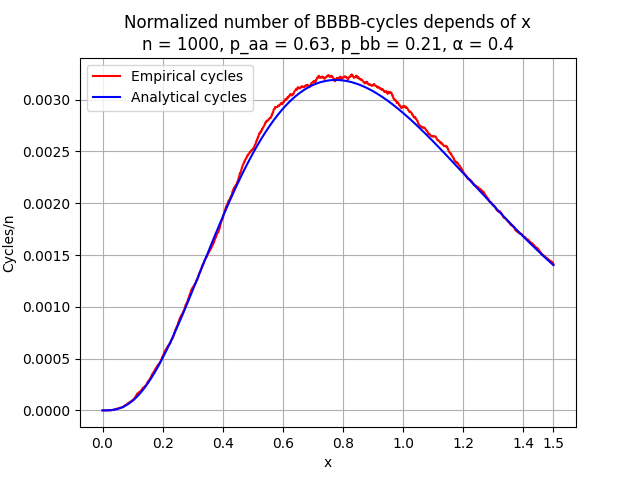 Normalized number of BBBB-cycles depends of x
n = 1000, p_aa = 0.63, p_bb = 0.21, α = 0.4
Empirical cycles
Analytical cycles
Cycles/n
0.0030
0.0025
0.0020
0.0015
0.0010
0.0005
0.0000
0.0 0.2 0.4 0.6 0.8 1.0 1.2 1.4 1.5
x